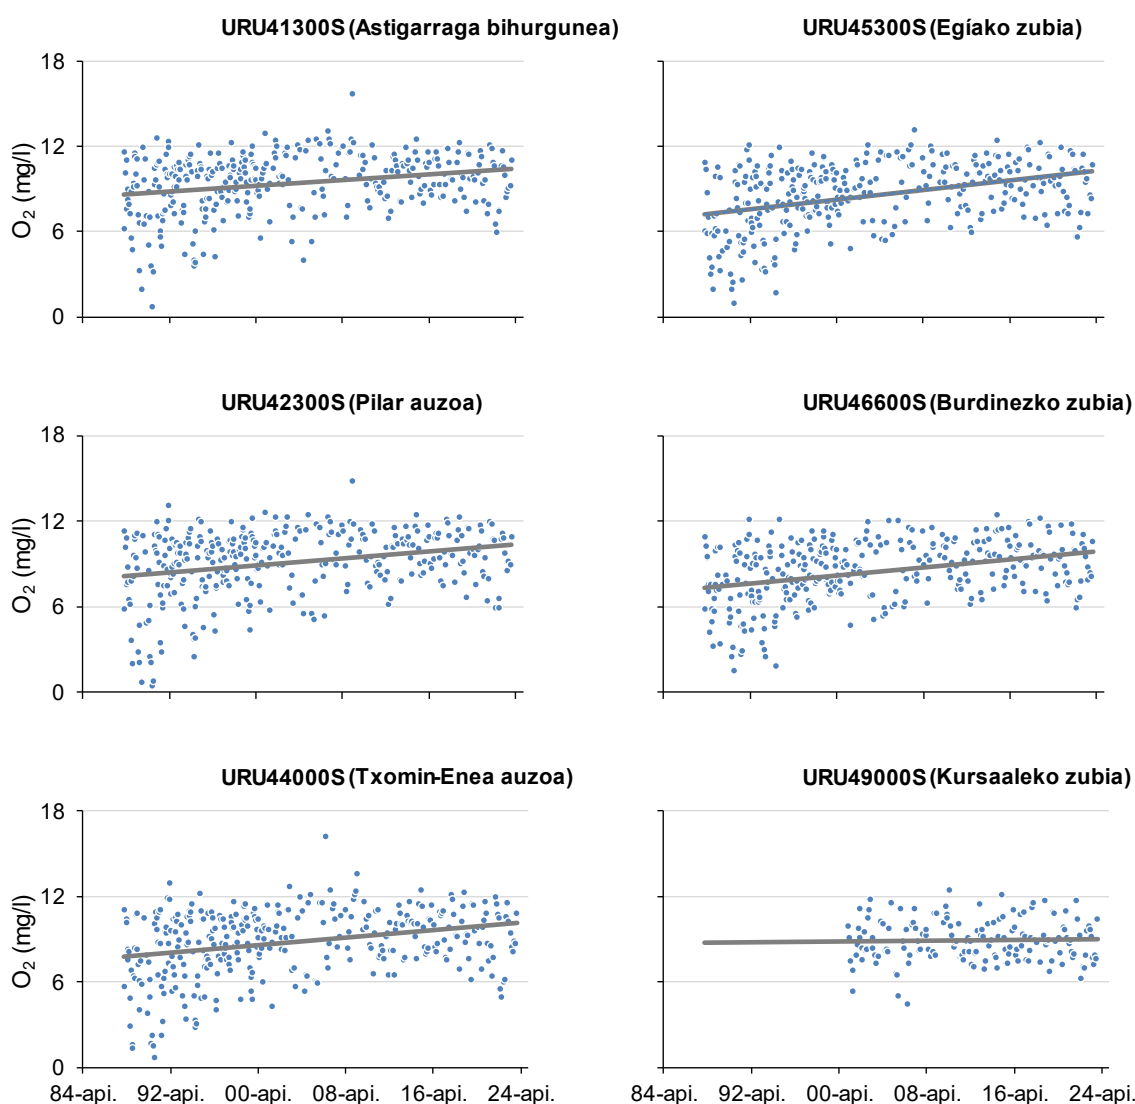 URU41300S (Astigarraga bihurgunea)
URU45300S (Egíako zubia)
O₂ (mg/l)
18
12
6
0
URU42300S (Pilar auzoa)
URU46600S (Burdinezko zubia)
O₂ (mg/l)
18
12
6
0
URU44000S (Txomin-Enea auzoa)
URU49000S (Kursaaleko zubia)
O₂ (mg/l)
18
12
6
0
84-api. 92-api. 00-api. 08-api. 16-api. 24-api.
84-api. 92-api. 00-api. 08-api. 16-api. 24-api.